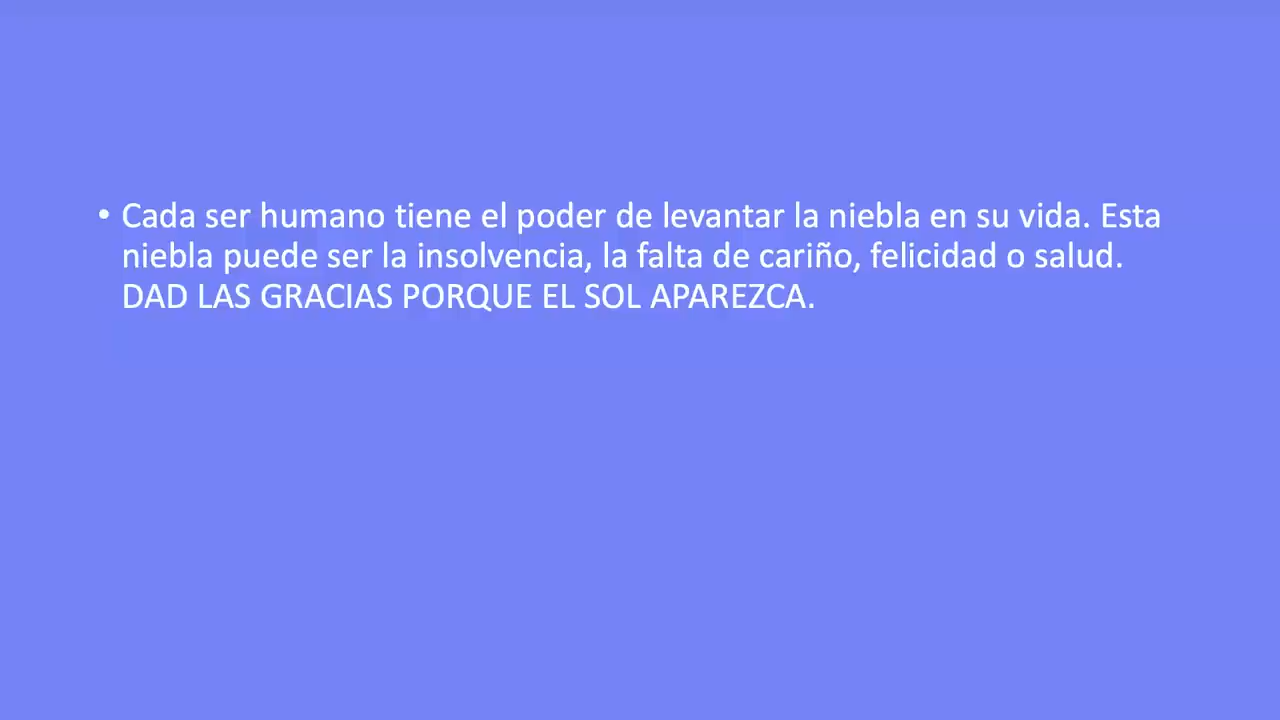 • Cada ser humano tiene el poder de levantar la niebla en su vida. Esta
niebla puede ser la insolvencia, la falta de cariño, felicidad o salud.
DAD LAS GRACIAS PORQUE EL SOL APAREZCA.